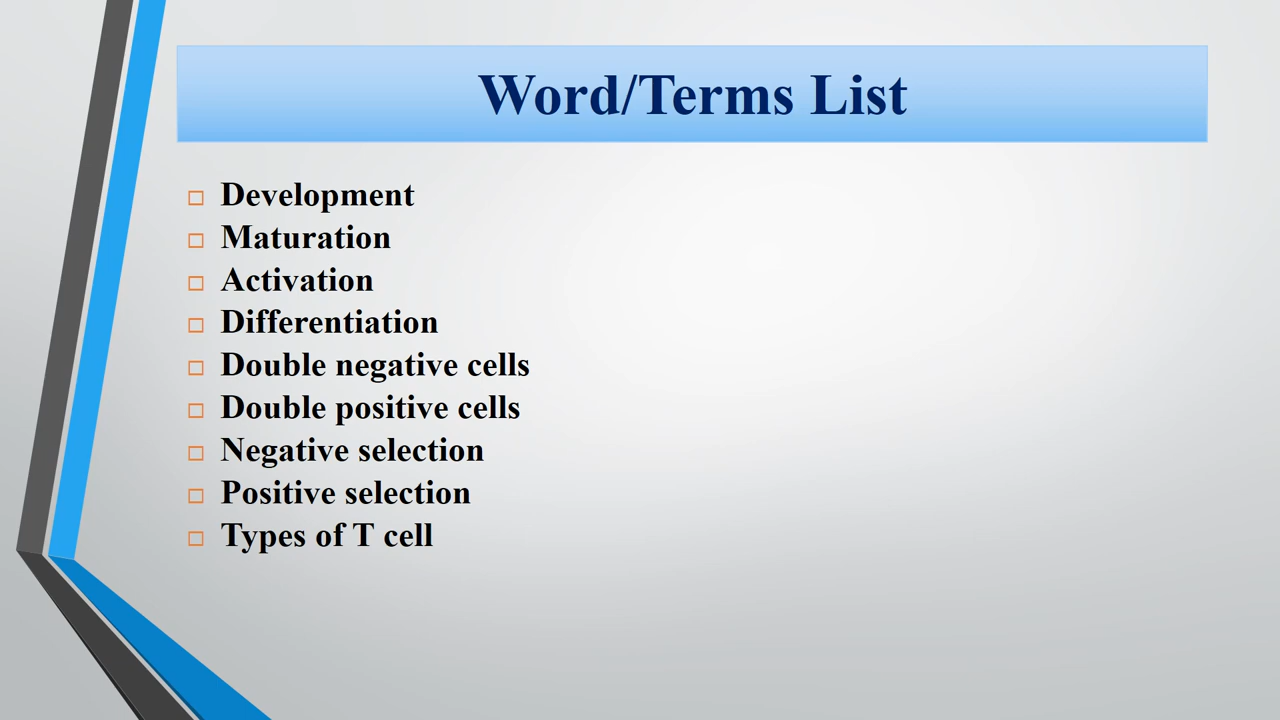 Word/Terms List
Development
Maturation
Activation
Differentiation
Double negative cells
Double positive cells
Negative selection
Positive selection
Types of T cell